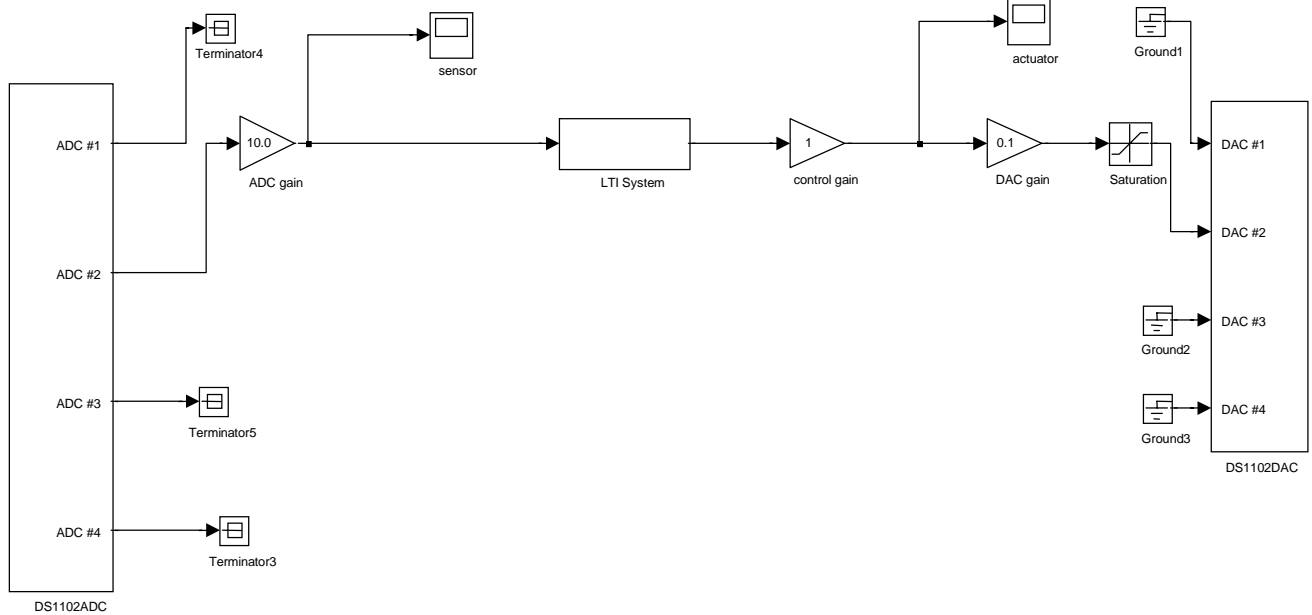 Terminator4
sensor
actuator
Ground1
ADC #1
10.0
ADC gain
LTI System
1
control gain
0.1
DAC gain
Saturation
DAC #1
DAC #2
ADC #2
Ground2
DAC #3
ADC #3
Terminator5
Ground3
DAC #4
DS1102DAC
ADC #4
Terminator3
DS1102ADC